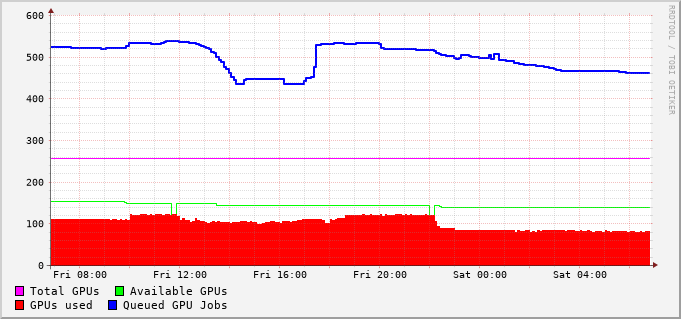 600
500
400
300
200
100
0
Fri 08:00 Fri 12:00 Fri 16:00 Fri 20:00 Sat 00:00 Sat 04:00
Total GPUs Available GPUs
GPUs used Queued GPU Jobs
RRDTOOL / TOBI OETIKER